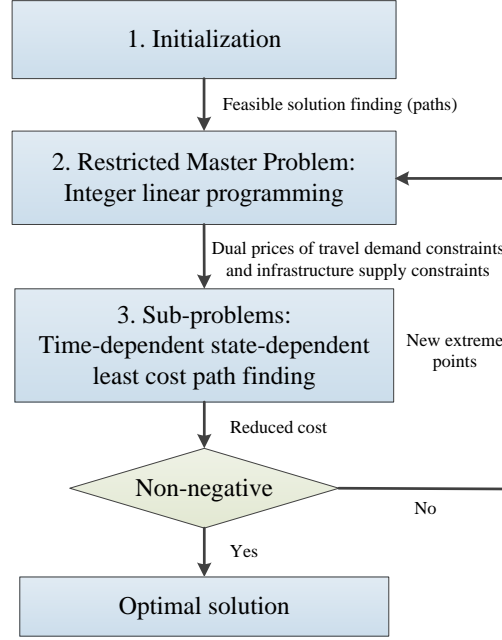 1. Initialization
Feasible solution finding (paths)
2. Restricted Master Problem:
Integer linear programming
Dual prices of travel demand constraints
and infrastructure supply constraints
3. Sub-problems:
Time-dependent state-dependent
least cost path finding
New extreme
points
Reduced cost
Non-negative
No
Yes
Optimal solution